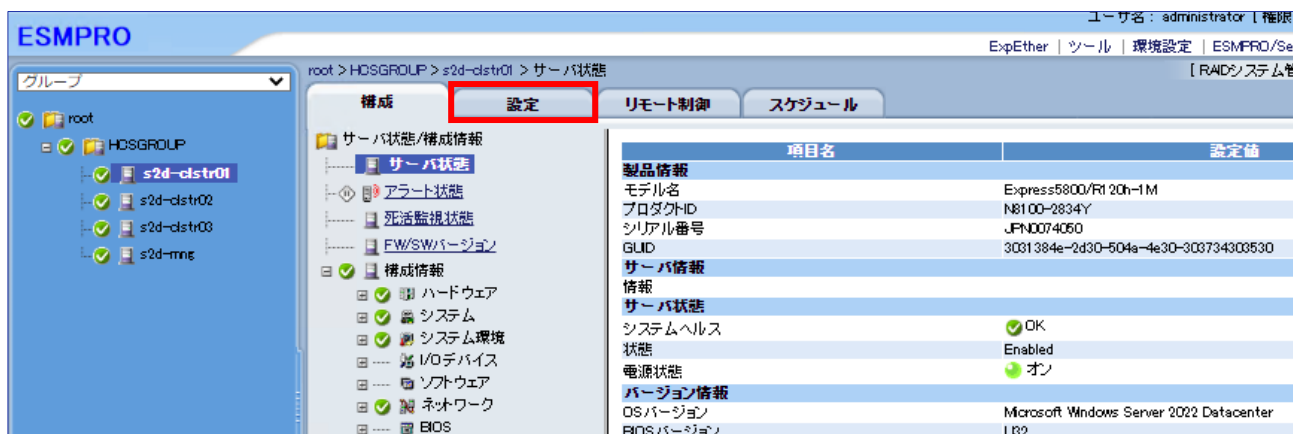 ユーザ名： administrator [ 権限
ESMPRO
ExpEther | ツール | 環境設定 | ESMPRO/Se
グループ
root
HCSGROUP
s2d-clstr01
s2d-clstr02
s2d-clstr03
s2d-mng
root > HCSGROUP > s2d-clstr01 > サーバ状態
[ RAIDシステム管
構成 設定 リモート制御 スケジュール
サーバ状態/構成情報
サーバ状態
アラート状態
死活監視状態
FW/SWバージョン
構成情報
ハードウェア
システム
システム環境
I/Oデバイス
ソフトウェア
ネットワーク
BIOS
項目名 設定値
製品情報
モデル名 Express5800/R120h-1M
プロダクトID N8100-2834Y
シリアル番号 JPN0074050
GUID 3031384e-2d30-504a-4e30-303734303530
サーバ情報
情報
サーバ状態
システムヘルス OK
状態 Enabled
電源状態 オン
バージョン情報
OSバージョン Microsoft Windows Server 2022 Datacenter
BIOSバージョン U32